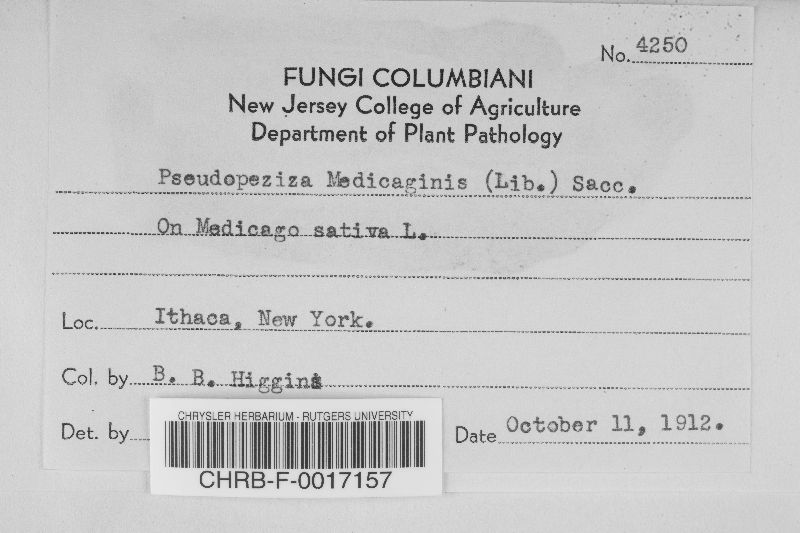 No. 4250
FUNGI COLUMBIANI
New Jersey College of Agriculture
Department of Plant Pathology
Pseudopeziza Medicaginis (Lib.) Sacc.
On Medicago sativa L.
Loc. Ithaca, New York.
Col. by B. B. Higgins
Det. by
Date October 11, 1912.
CHRYSLER HERBARIUM - RUTGERS UNIVERSITY
CHRB-F-0017157